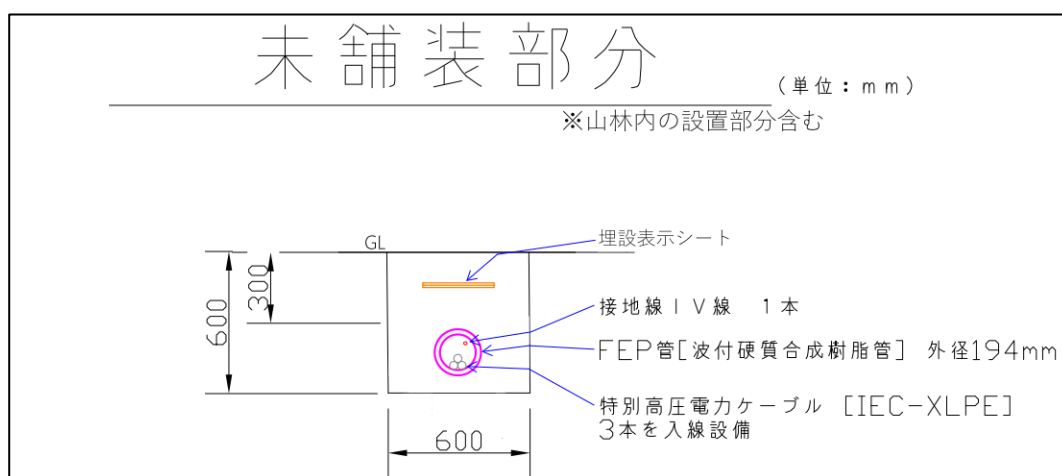 未舗装部分
(単位：mm)
※山林内の設置部分含む
GL
埋設表示シート
600
300
接地線IV線 1本
FEP管[波付硬質合成樹脂管] 外径194mm
特別高圧電力ケーブル [IEC-XLPE]
3本を入線設備
600